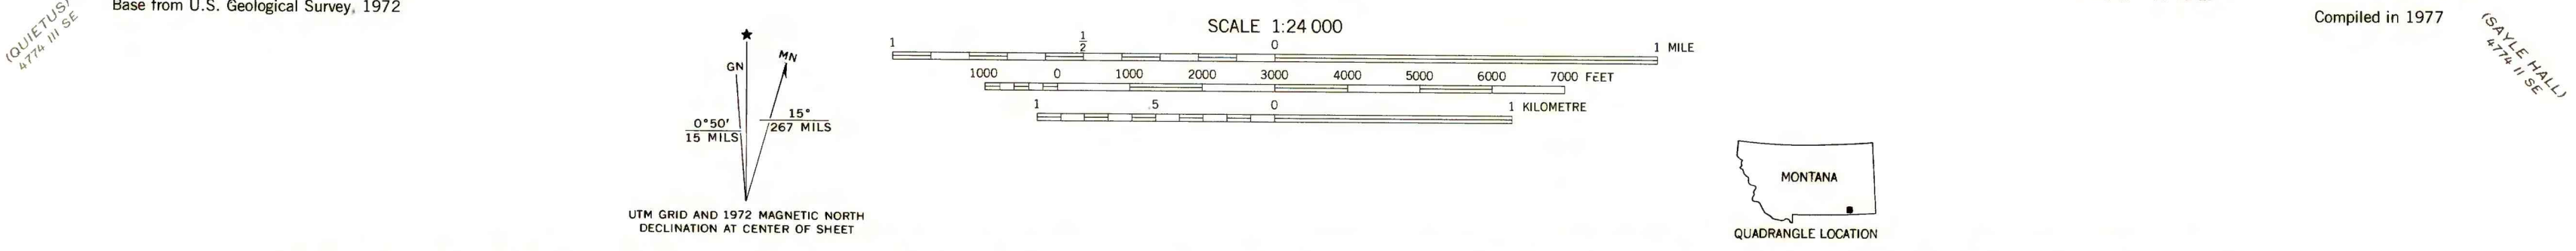 (QUIETUS)
4774 III SE
Base from U.S. Geological Survey, 1972
SCALE 1:24 000
1 1/2 0 1 MILE
1000 0 1000 2000 3000 4000 5000 6000 7000 FEET
1 .5 0 1 KILOMETRE
Compiled in 1977
(SAYLE HALL)
4774 II SE
★
GN
MN
0°50'
15 MILS
15°
267 MILS
UTM GRID AND 1972 MAGNETIC NORTH
DECLINATION AT CENTER OF SHEET
MONTANA
QUADRANGLE LOCATION